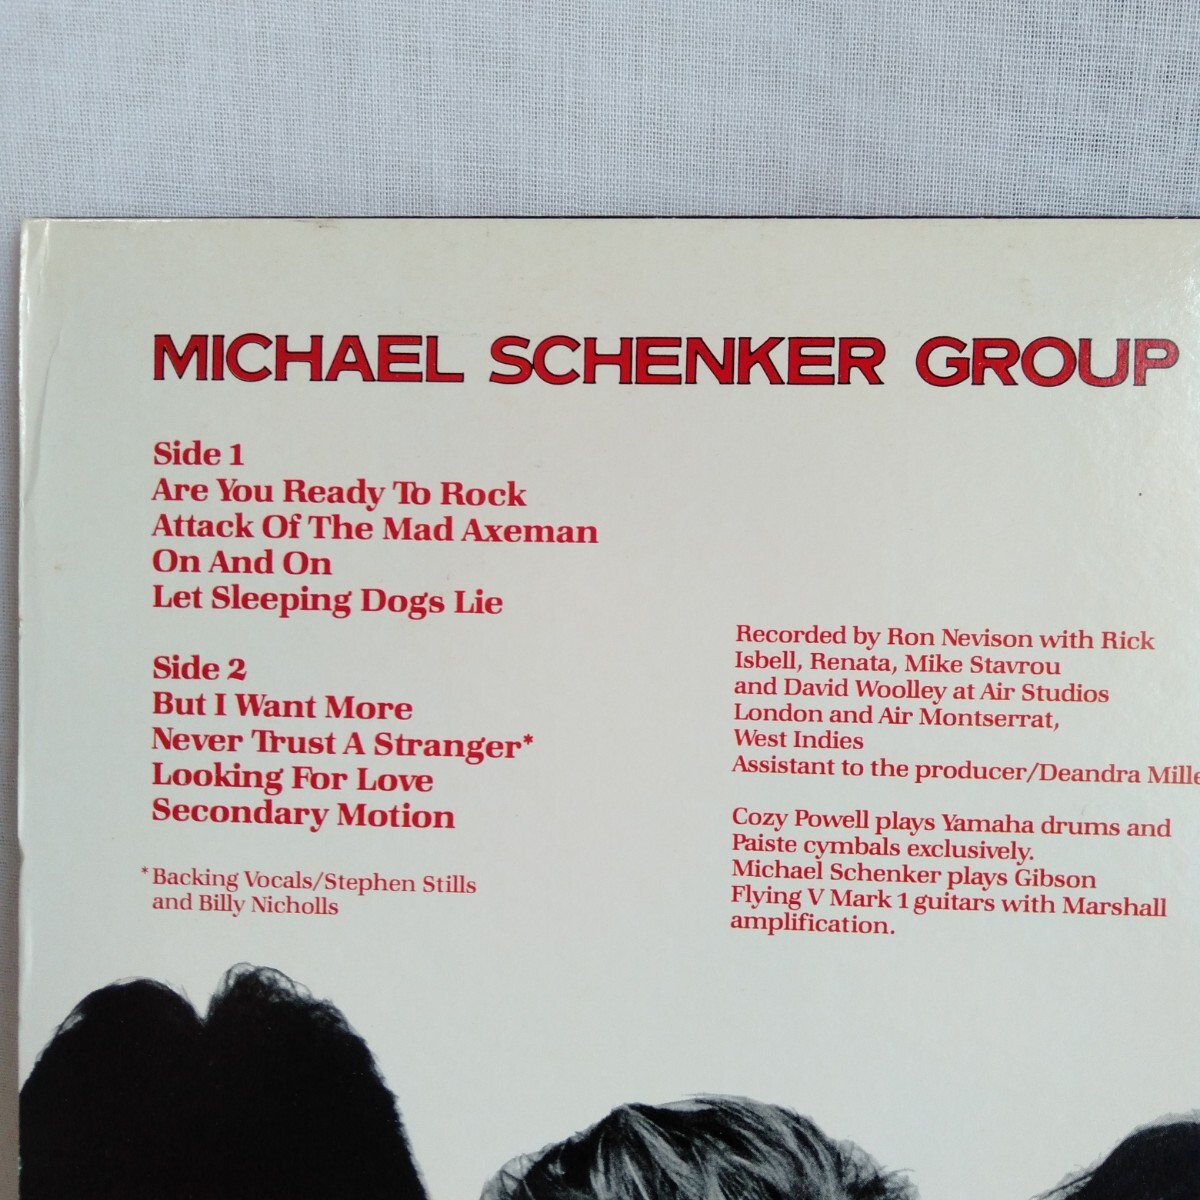 MICHAEL SCHENKER GROUP
Side 1
Are You Ready To Rock
Attack Of The Mad Axeman
On And On
Let Sleeping Dogs Lie
Side 2
But I Want More
Never Trust A Stranger*
Looking For Love
Secondary Motion
*Backing Vocals/Stephen Stills
and Billy Nicholls
Recorded by Ron Nevison with Rick
Isbell, Renata, Mike Stavrou
and David Woolley at Air Studios
London and Air Montserrat,
West Indies
Assistant to the producer/Deandra Mille
Cozy Powell plays Yamaha drums and
Paiste cymbals exclusively.
Michael Schenker plays Gibson
Flying V Mark 1 guitars with Marshall
amplification.